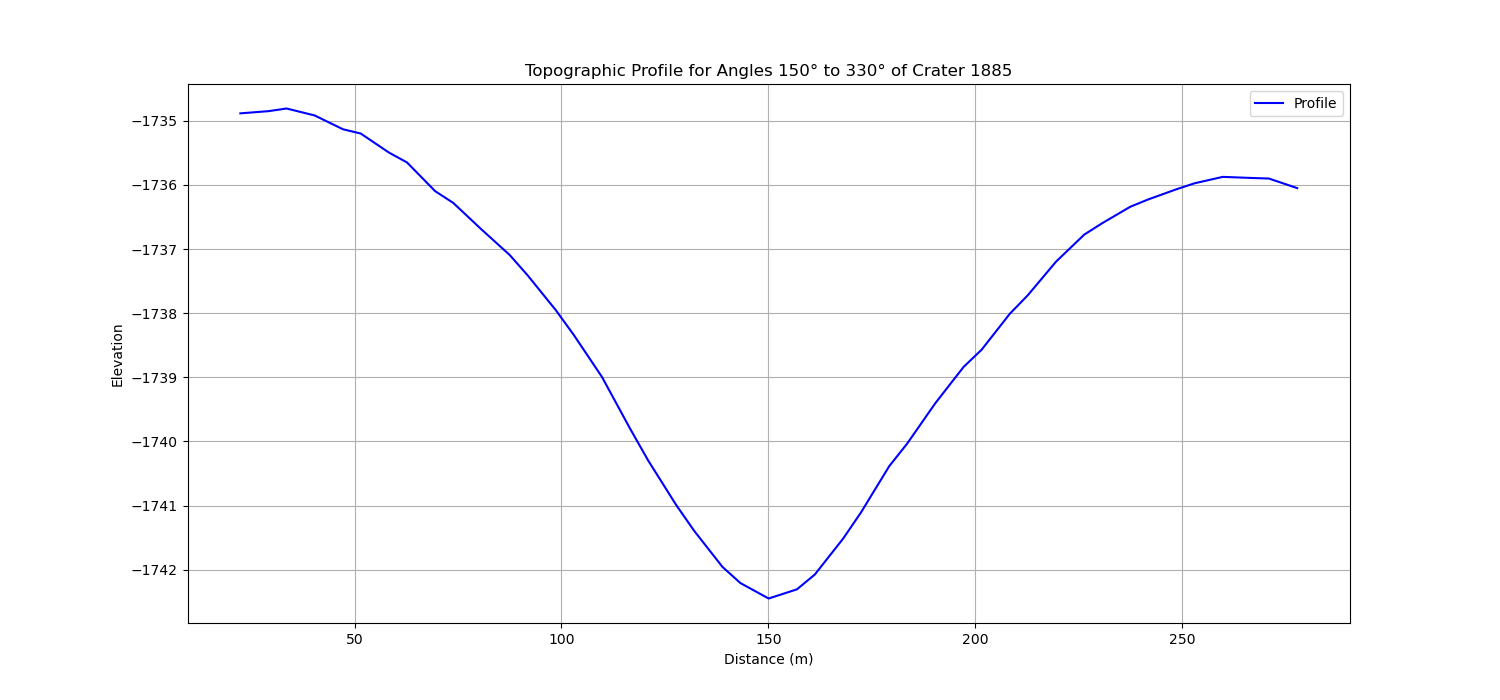 Topographic Profile for Angles 150° to 330° of Crater 1885
Profile
−1735
−1736
−1737
−1738
−1739
−1740
−1741
−1742
Elevation
50 100 150 200 250
Distance (m)